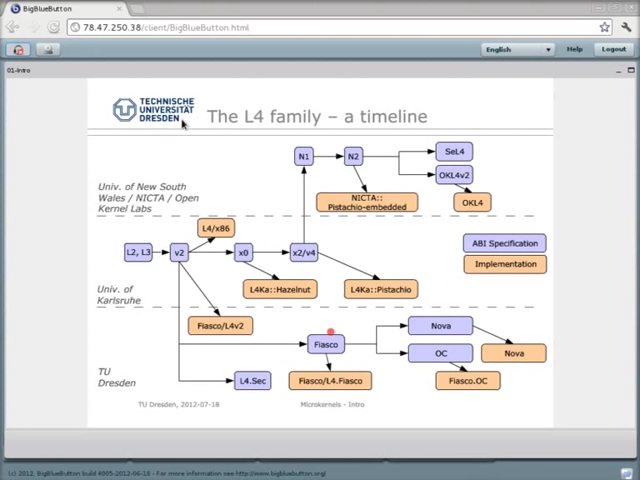 BigBlueButton
78.47.250.38/client/BigBlueButton.html
English
Help
Logout
01-Intro
TECHNISCHE
UNIVERSITÄT
DRESDEN
The L4 family – a timeline
N1
N2
SeL4
OKL4v2
Univ. of New South
Wales / NICTA / Open
Kernel Labs
NICTA::
Pistachio-embedded
OKL4
L4/x86
L2, L3
v2
x0
x2/v4
ABI Specification
Implementation
Univ. of
Karlsruhe
L4Ka::Hazelnut
L4Ka::Pistachio
Fiasco/L4v2
Fiasco
Nova
OC
Nova
TU
Dresden
L4.Sec
Fiasco/L4.Fiasco
Fiasco.OC
TU Dresden, 2012-07-18
Microkernels - Intro
(c) 2012, BigBlueButton build 4005-2012-06-18 - For more information see http://www.bigbluebutton.org/